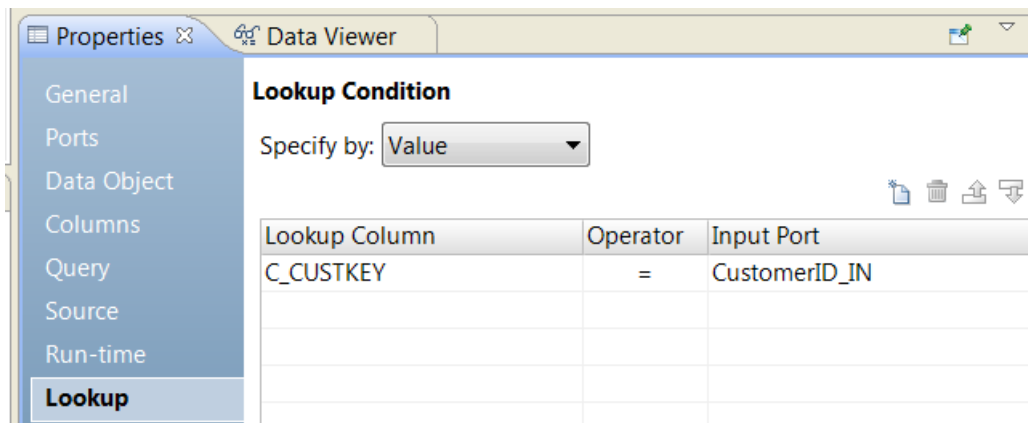 Properties Data Viewer
General
Ports
Data Object
Columns
Query
Source
Run-time
Lookup
Lookup Condition
Specify by: Value
Lookup Column Operator Input Port
C_CUSTKEY = CustomerID_IN